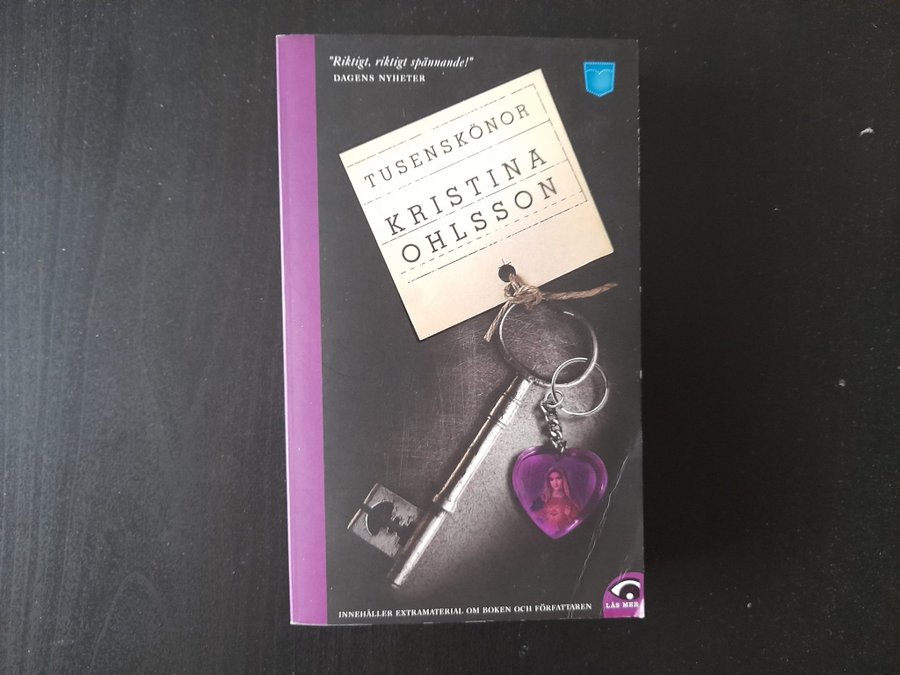 "Riktigt, riktigt spännande!"
DAGENS NYHETER
TUSENSKÖNOR
KRISTINA
OHLSSON
INNEHÅLLER EXTRAMATERIAL OM BOKEN OCH FÖRFATTAREN
LÄS MER